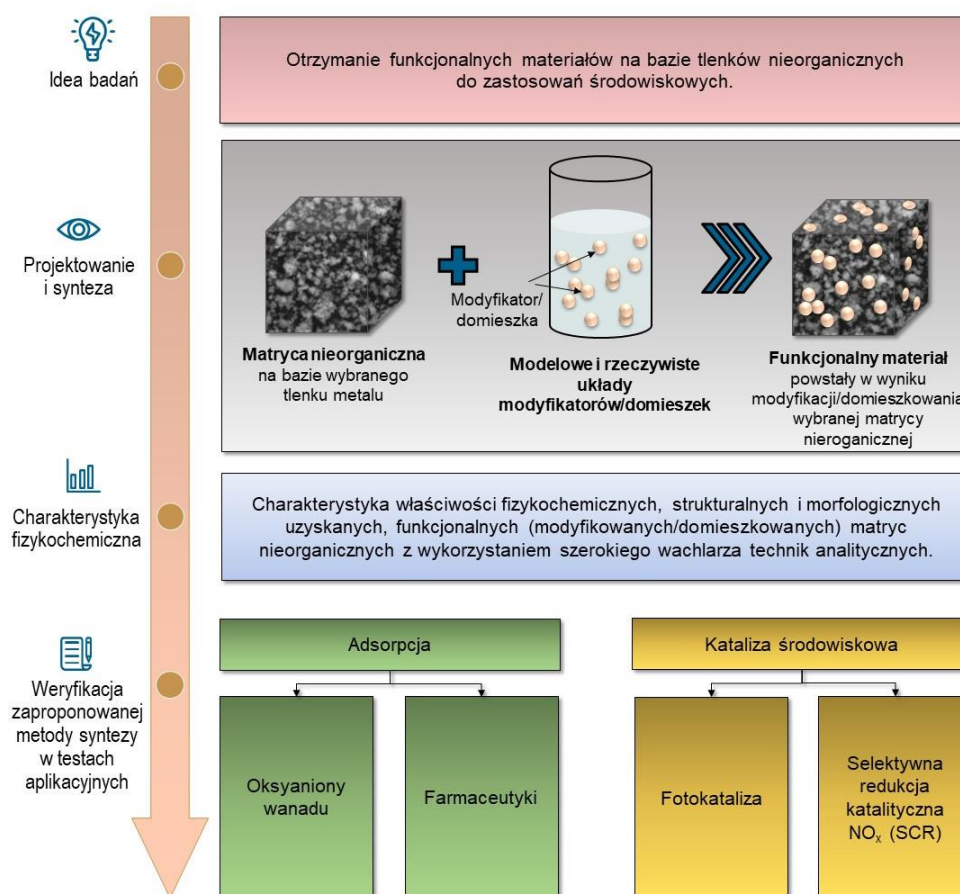 Idea badań
Otrzymanie funkcjonalnych materiałów na bazie tlenków nieorganicznych
do zastosowań środowiskowych.
Projektowanie
i synteza
Modyfikator/
domieszka
Matryca nieorganiczna
na bazie wybranego
tlenku metalu
Modelowe i rzeczywiste
układy
modyfikatorów/domieszek
Funkcjonalny materiał
powstały w wyniku
modyfikacji/domieszkowania
wybranej matrycy
nieroganicznej
Charakterystyka
fizykochemiczna
Charakterystyka właściwości fizykochemicznych, strukturalnych i morfologicznych
uzyskanych, funkcjonalnych (modyfikowanych/domieszkowanych) matryc
nieorganicznych z wykorzystaniem szerokiego wachlarza technik analitycznych.
Weryfikacja
zaproponowanej
metody syntezy
w testach
aplikacyjnych
Adsorpcja
Oksyaniony
wanadu
Farmaceutyki
Kataliza środowiskowa
Fotokataliza
Selektywna
redukcja
katalityczna
NOₓ (SCR)